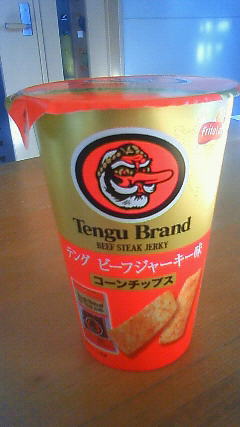 Frito Lay
Tengu Brand
BEEF STEAK JERKY
テング ビーフジャーキー味
コーンチップス